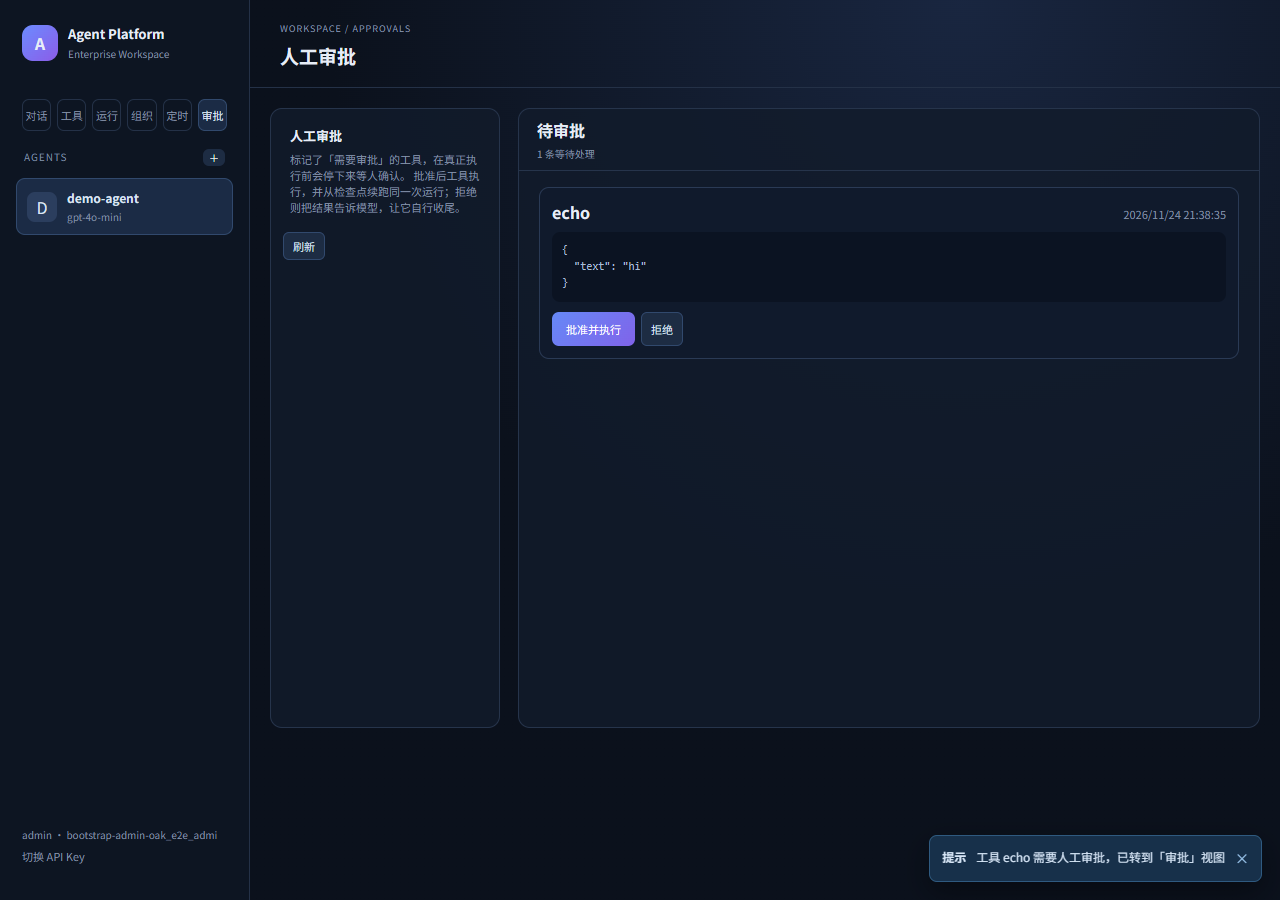 A
Agent Platform
Enterprise Workspace
对话 工具 运行 组织 定时 审批
AGENTS +
D
demo-agent
gpt-4o-mini
admin • bootstrap-admin-oak_e2e_admi
切换 API Key
WORKSPACE / APPROVALS
人工审批
人工审批
标记了「需要审批」的工具，在真正执
行前会停下来等人确认。 批准后工具执
行，并从检查点续跑同一次运行；拒绝
则把结果告诉模型，让它自行收尾。
刷新
待审批
1 条等待处理
echo 2026/11/24 21:38:35
{
  "text": "hi"
}
批准并执行 拒绝
提示 工具 echo 需要人工审批，已转到「审批」视图 ×